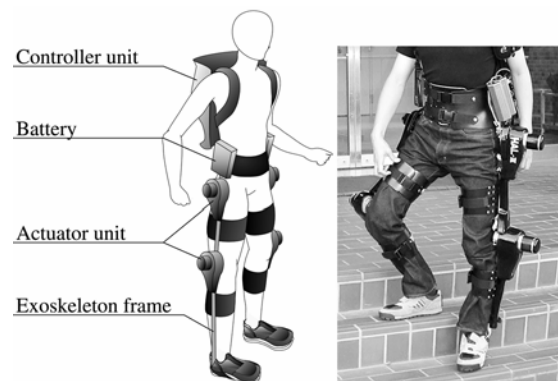 Controller unit
Battery
Actuator unit
Exoskeleton frame